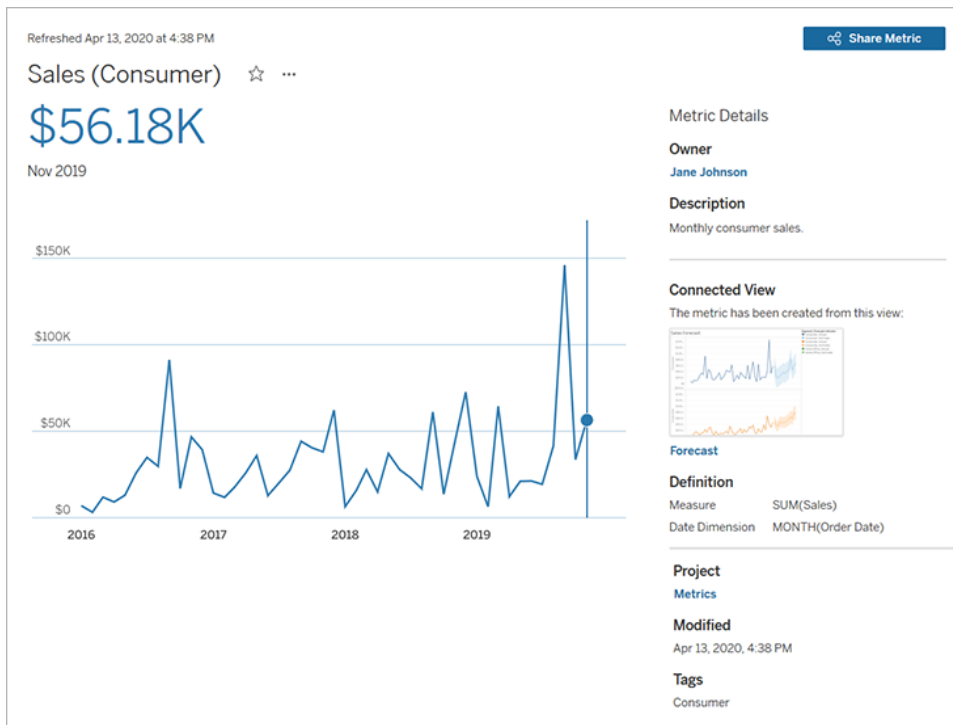 Refreshed Apr 13, 2020 at 4:38 PM
Share Metric
Sales (Consumer)
$56.18K
Nov 2019
$150K
$100K
$50K
$0
2016 2017 2018 2019
Metric Details
Owner
Jane Johnson
Description
Monthly consumer sales.
Connected View
The metric has been created from this view:
Sales Forecast
Forecast
Definition
Measure SUM(Sales)
Date Dimension MONTH(Order Date)
Project
Metrics
Modified
Apr 13, 2020, 4:38 PM
Tags
Consumer